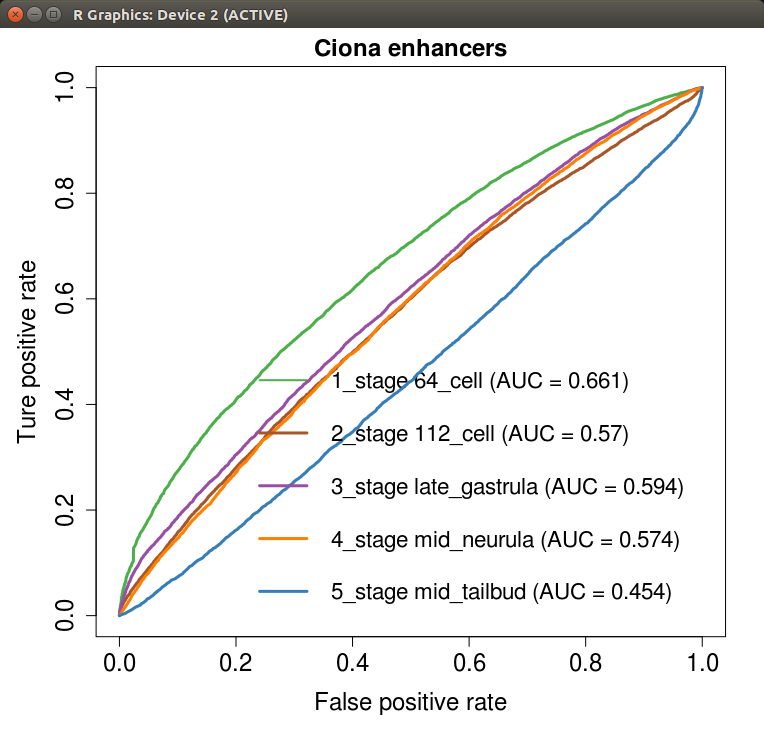 R Graphics: Device 2 (ACTIVE)
Ciona enhancers
Ture positive rate
1.0
0.8
0.6
0.4
0.2
0.0
1_stage 64_cell (AUC = 0.661)
2_stage 112_cell (AUC = 0.57)
3_stage late_gastrula (AUC = 0.594)
4_stage mid_neurula (AUC = 0.574)
5_stage mid_tailbud (AUC = 0.454)
0.0 0.2 0.4 0.6 0.8 1.0
False positive rate